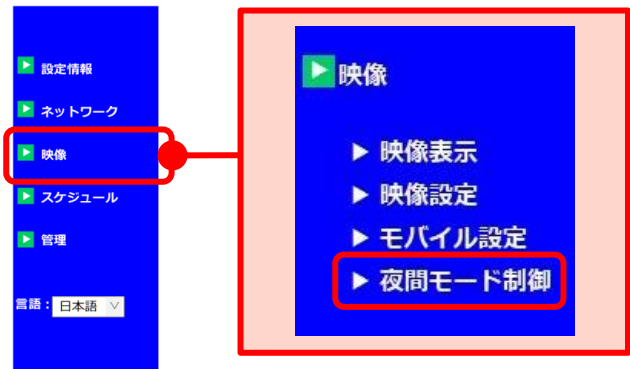 設定情報
ネットワーク
映像
スケジュール
管理
言語：日本語
映像
映像表示
映像設定
モバイル設定
夜間モード制御